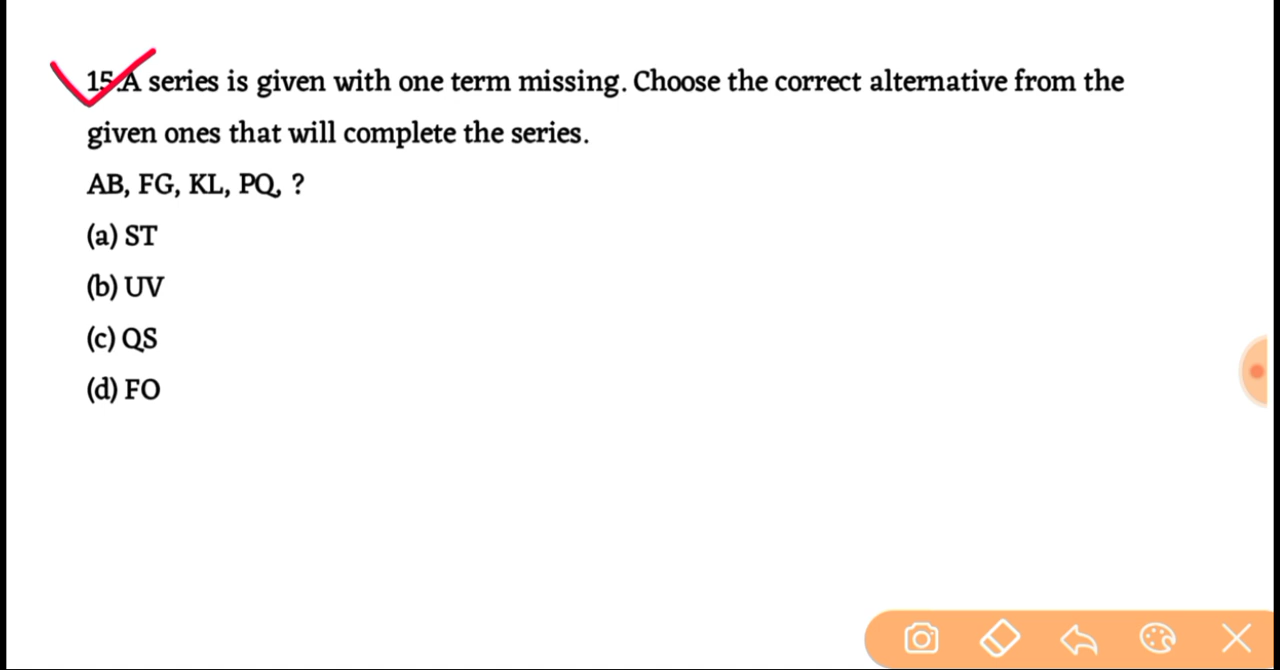 15.A series is given with one term missing. Choose the correct alternative from the
given ones that will complete the series.
AB, FG, KL, PQ, ?
(a) ST
(b) UV
(c) QS
(d) FO